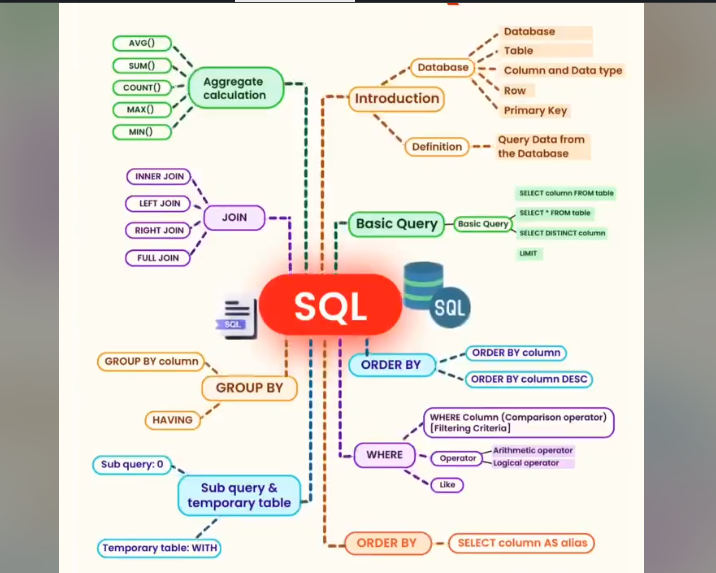 AVG()
SUM()
COUNT()
MAX()
MIN()
Aggregate
calculation
Introduction
Database
Database
Table
Column and Data type
Row
Primary Key
Definition
Query Data from
the Database
INNER JOIN
LEFT JOIN
RIGHT JOIN
FULL JOIN
JOIN
Basic Query
Basic Query
SELECT column FROM table
SELECT * FROM table
SELECT DISTINCT column
LIMIT
SQL
SQL
SQL
GROUP BY column
GROUP BY
HAVING
ORDER BY
ORDER BY column
ORDER BY column DESC
WHERE
WHERE Column (Comparison operator)
[Filtering Criteria]
Operator
Arithmetic operator
Logical operator
Like
Sub query: 0
Sub query &
temporary table
Temporary table: WITH
ORDER BY
SELECT column AS alias